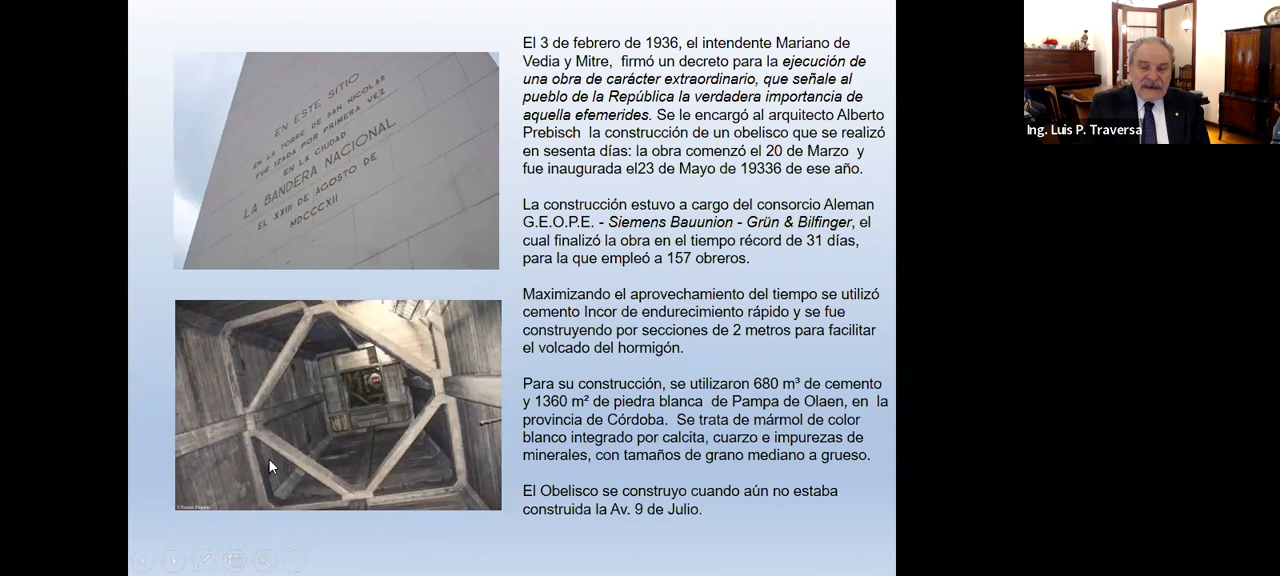 El 3 de febrero de 1936, el intendente Mariano de
Vedia y Mitre, firmó un decreto para la ejecución de
una obra de carácter extraordinario, que señale al
pueblo de la República la verdadera importancia de
aquella efemerides. Se le encargó al arquitecto Alberto
Prebisch la construcción de un obelisco que se realizó
en sesenta días: la obra comenzó el 20 de Marzo y
fue inaugurada el23 de Mayo de 19336 de ese año.
La construcción estuvo a cargo del consorcio Aleman
G.E.O.P.E. - Siemens Bauunion - Grün & Bilfinger, el
cual finalizó la obra en el tiempo récord de 31 días,
para la que empleó a 157 obreros.
Maximizando el aprovechamiento del tiempo se utilizó
cemento Incor de endurecimiento rápido y se fue
construyendo por secciones de 2 metros para facilitar
el volcado del hormigón.
Para su construcción, se utilizaron 680 m³ de cemento
y 1360 m² de piedra blanca de Pampa de Olaen, en la
provincia de Córdoba. Se trata de mármol de color
blanco integrado por calcita, cuarzo e impurezas de
minerales, con tamaños de grano mediano a grueso.
El Obelisco se construyo cuando aún no estaba
construida la Av. 9 de Julio.
EN ESTE SITIO
EN LA TORRE DE SAN NICOLAS
FUE IZADA POR PRIMERA VEZ
EN LA CIUDAD
LA BANDERA NACIONAL
EL XXIII DE AGOSTO DE
MDCCCXII
Ing. Luis P. Traversa